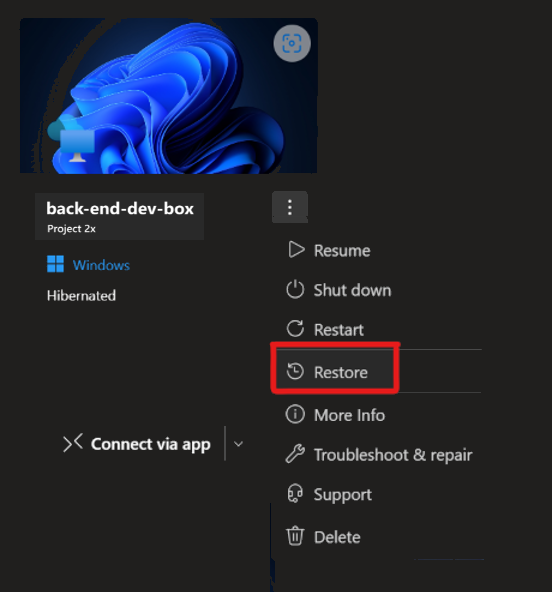 back-end-dev-box
Project 2x
Windows
Hibernated
Connect via app
Resume
Shut down
Restart
Restore
More Info
Troubleshoot & repair
Support
Delete